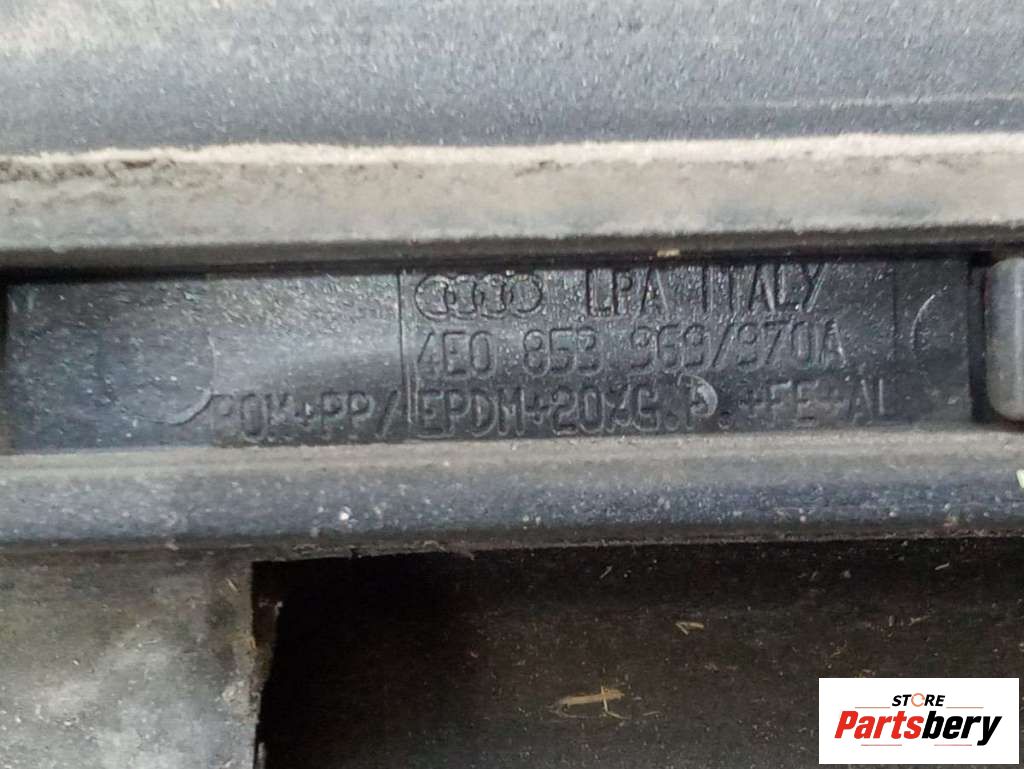 LPA ITALY
4E0 853 969/970A
POM+PP/EPDM+20%G.P.+FE+AL
STORE
Partsbery